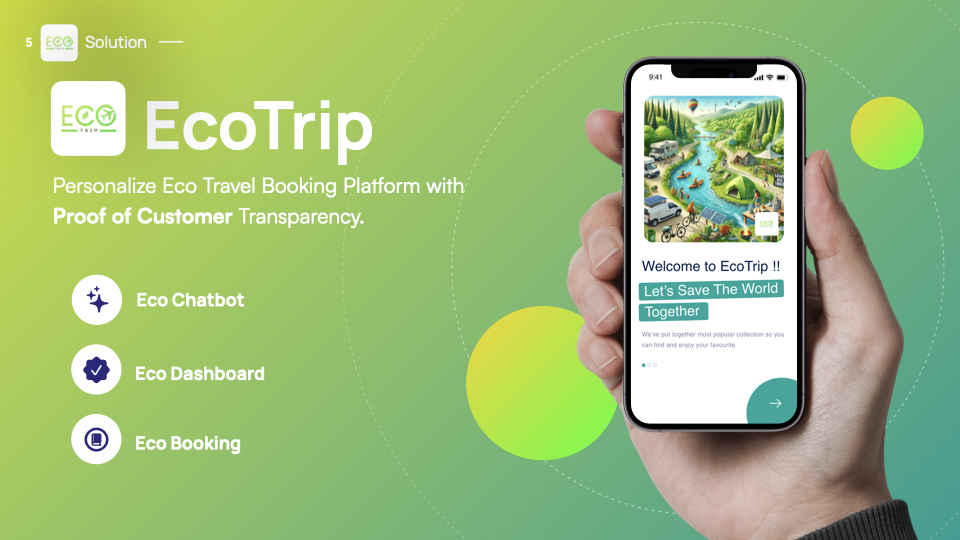 5 ECO TRIP Solution
ECO
TRIP
EcoTrip
Personalize Eco Travel Booking Platform with
Proof of Customer Transparency.
Eco Chatbot
Eco Dashboard
Eco Booking
9:41
ECO
Welcome to EcoTrip !!
Let's Save The World
Together
We've put together most popular collection so you
can find and enjoy your favourite.